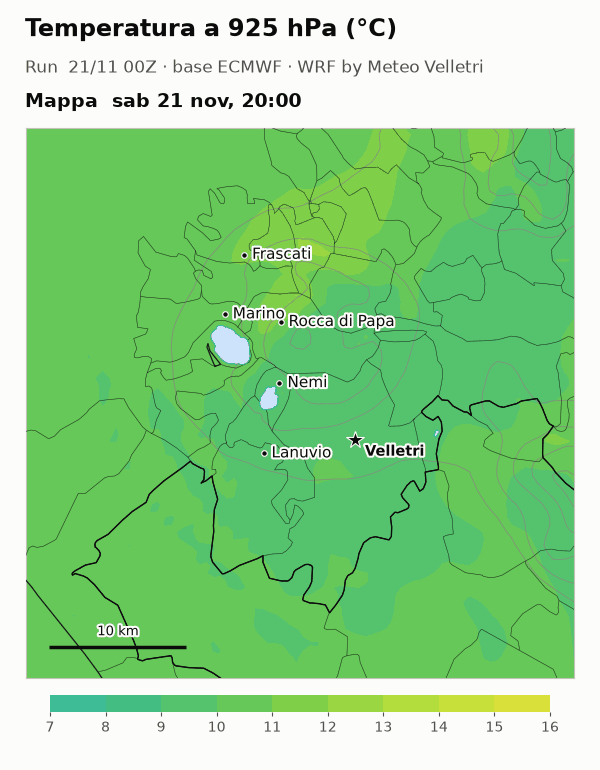 Temperatura a 925 hPa (°C)
Run 21/11 00Z · base ECMWF · WRF by Meteo Velletri
Mappa sab 21 nov, 20:00
Frascati
Marino
Rocca di Papa
Nemi
Lanuvio
Velletri
10 km
7 8 9 10 11 12 13 14 15 16